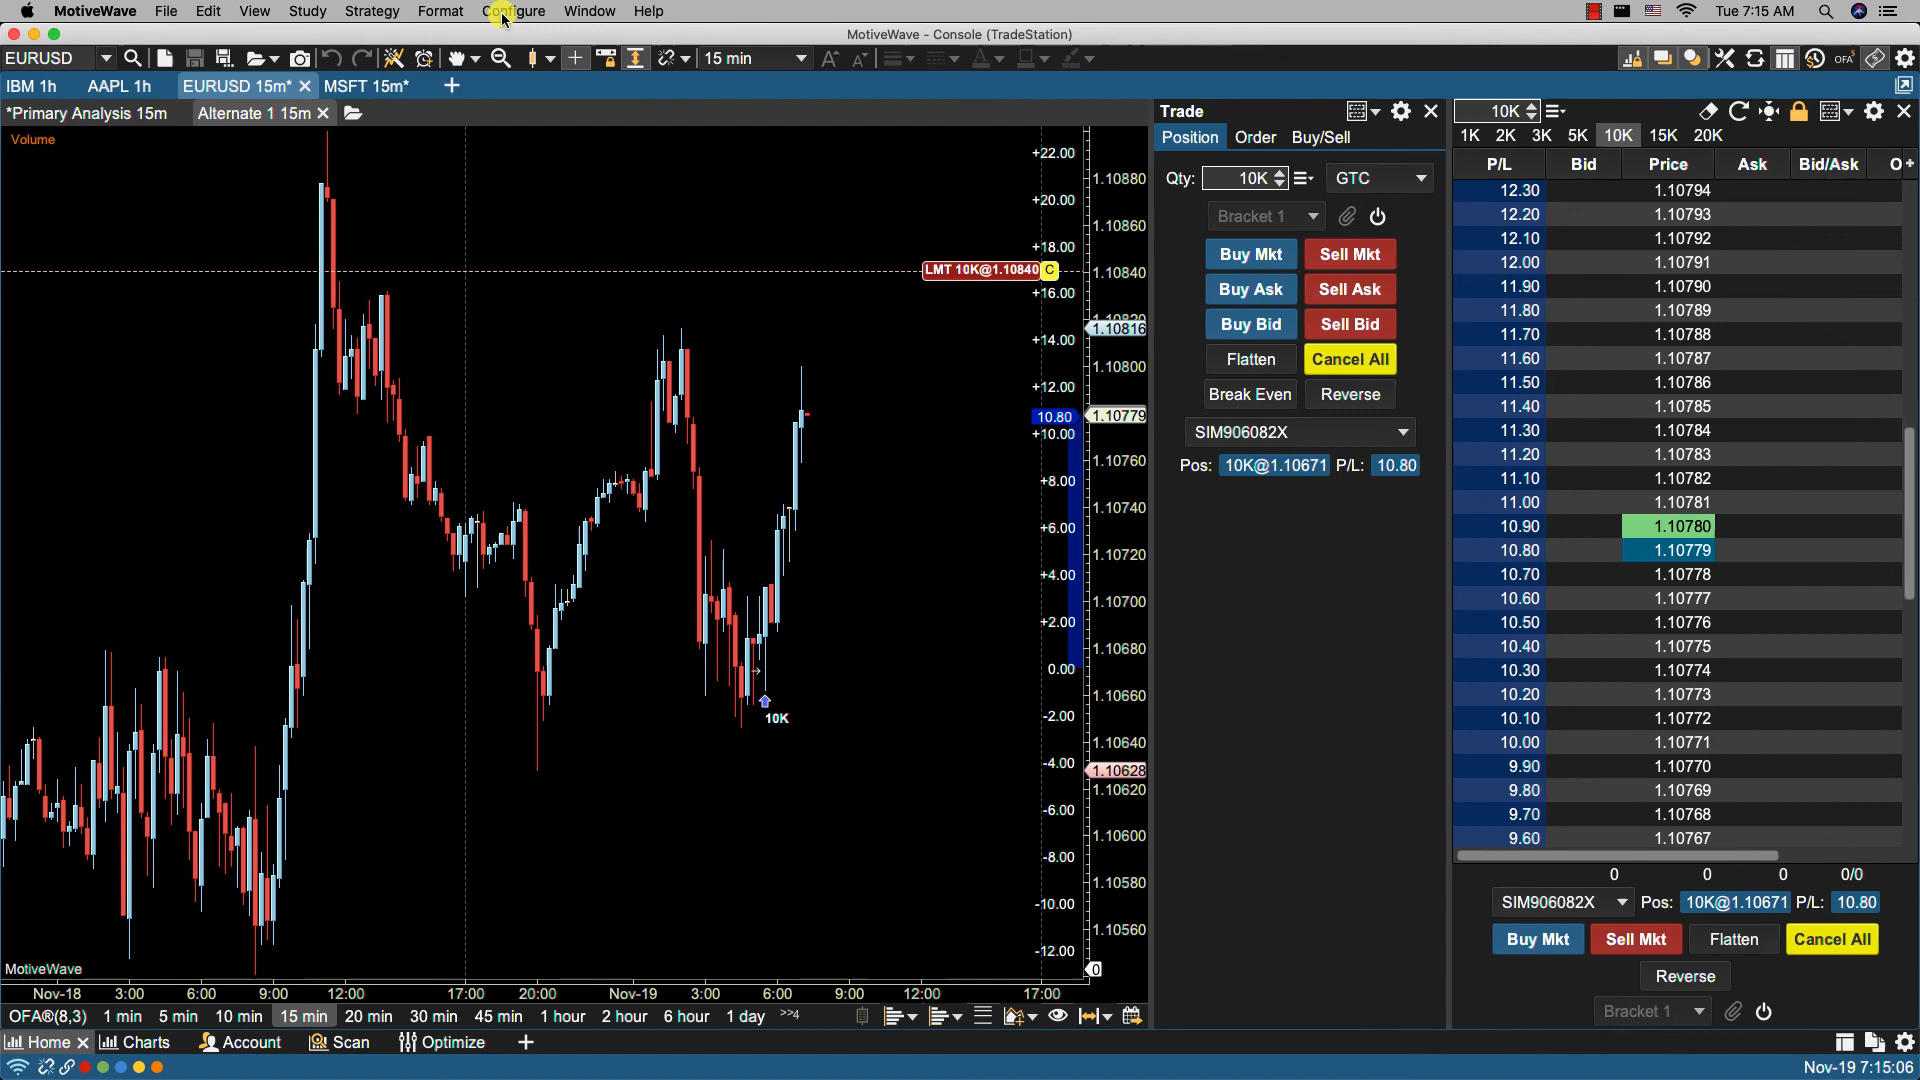 MotiveWave File Edit View Study Strategy Format Configure Window Help Tue 7:15 AM
MotiveWave - Console (TradeStation)
EURUSD 15 min A A OFA
IBM 1h AAPL 1h EURUSD 15m* MSFT 15m* +
*Primary Analysis 15m Alternate 1 15m
Volume
+22.00
+20.00
+18.00
+16.00
+14.00
+12.00
10.80
+10.00
+8.00
+6.00
+4.00
+2.00
0.00
-2.00
-4.00
-6.00
-8.00
-10.00
-12.00
1.10880
1.10860
1.10840
1.10820
1.10816
1.10800
1.10779
1.10760
1.10740
1.10720
1.10700
1.10680
1.10660
1.10640
1.10628
1.10620
1.10600
1.10580
1.10560
0
LMT 10K@1.10840 C
10K
MotiveWave
Nov-18 3:00 6:00 9:00 12:00 17:00 20:00 Nov-19 3:00 6:00 9:00 12:00 17:00
OFA®(8,3) 1 min 5 min 10 min 15 min 20 min 30 min 45 min 1 hour 2 hour 6 hour 1 day >>4
Trade
Position Order Buy/Sell
Qty: 10K GTC
Bracket 1
Buy Mkt Sell Mkt
Buy Ask Sell Ask
Buy Bid Sell Bid
Flatten Cancel All
Break Even Reverse
SIM906082X
Pos: 10K@1.10671 P/L: 10.80
10K
1K 2K 3K 5K 10K 15K 20K
P/L Bid Price Ask Bid/Ask O +
12.30 1.10794
12.20 1.10793
12.10 1.10792
12.00 1.10791
11.90 1.10790
11.80 1.10789
11.70 1.10788
11.60 1.10787
11.50 1.10786
11.40 1.10785
11.30 1.10784
11.20 1.10783
11.10 1.10782
11.00 1.10781
10.90 1.10780
10.80 1.10779
10.70 1.10778
10.60 1.10777
10.50 1.10776
10.40 1.10775
10.30 1.10774
10.20 1.10773
10.10 1.10772
10.00 1.10771
9.90 1.10770
9.80 1.10769
9.70 1.10768
9.60 1.10767
0 0 0 0/0
SIM906082X Pos: 10K@1.10671 P/L: 10.80
Buy Mkt Sell Mkt Flatten Cancel All
Reverse
Bracket 1
Home Charts Account Scan Optimize +
Nov-19 7:15:06